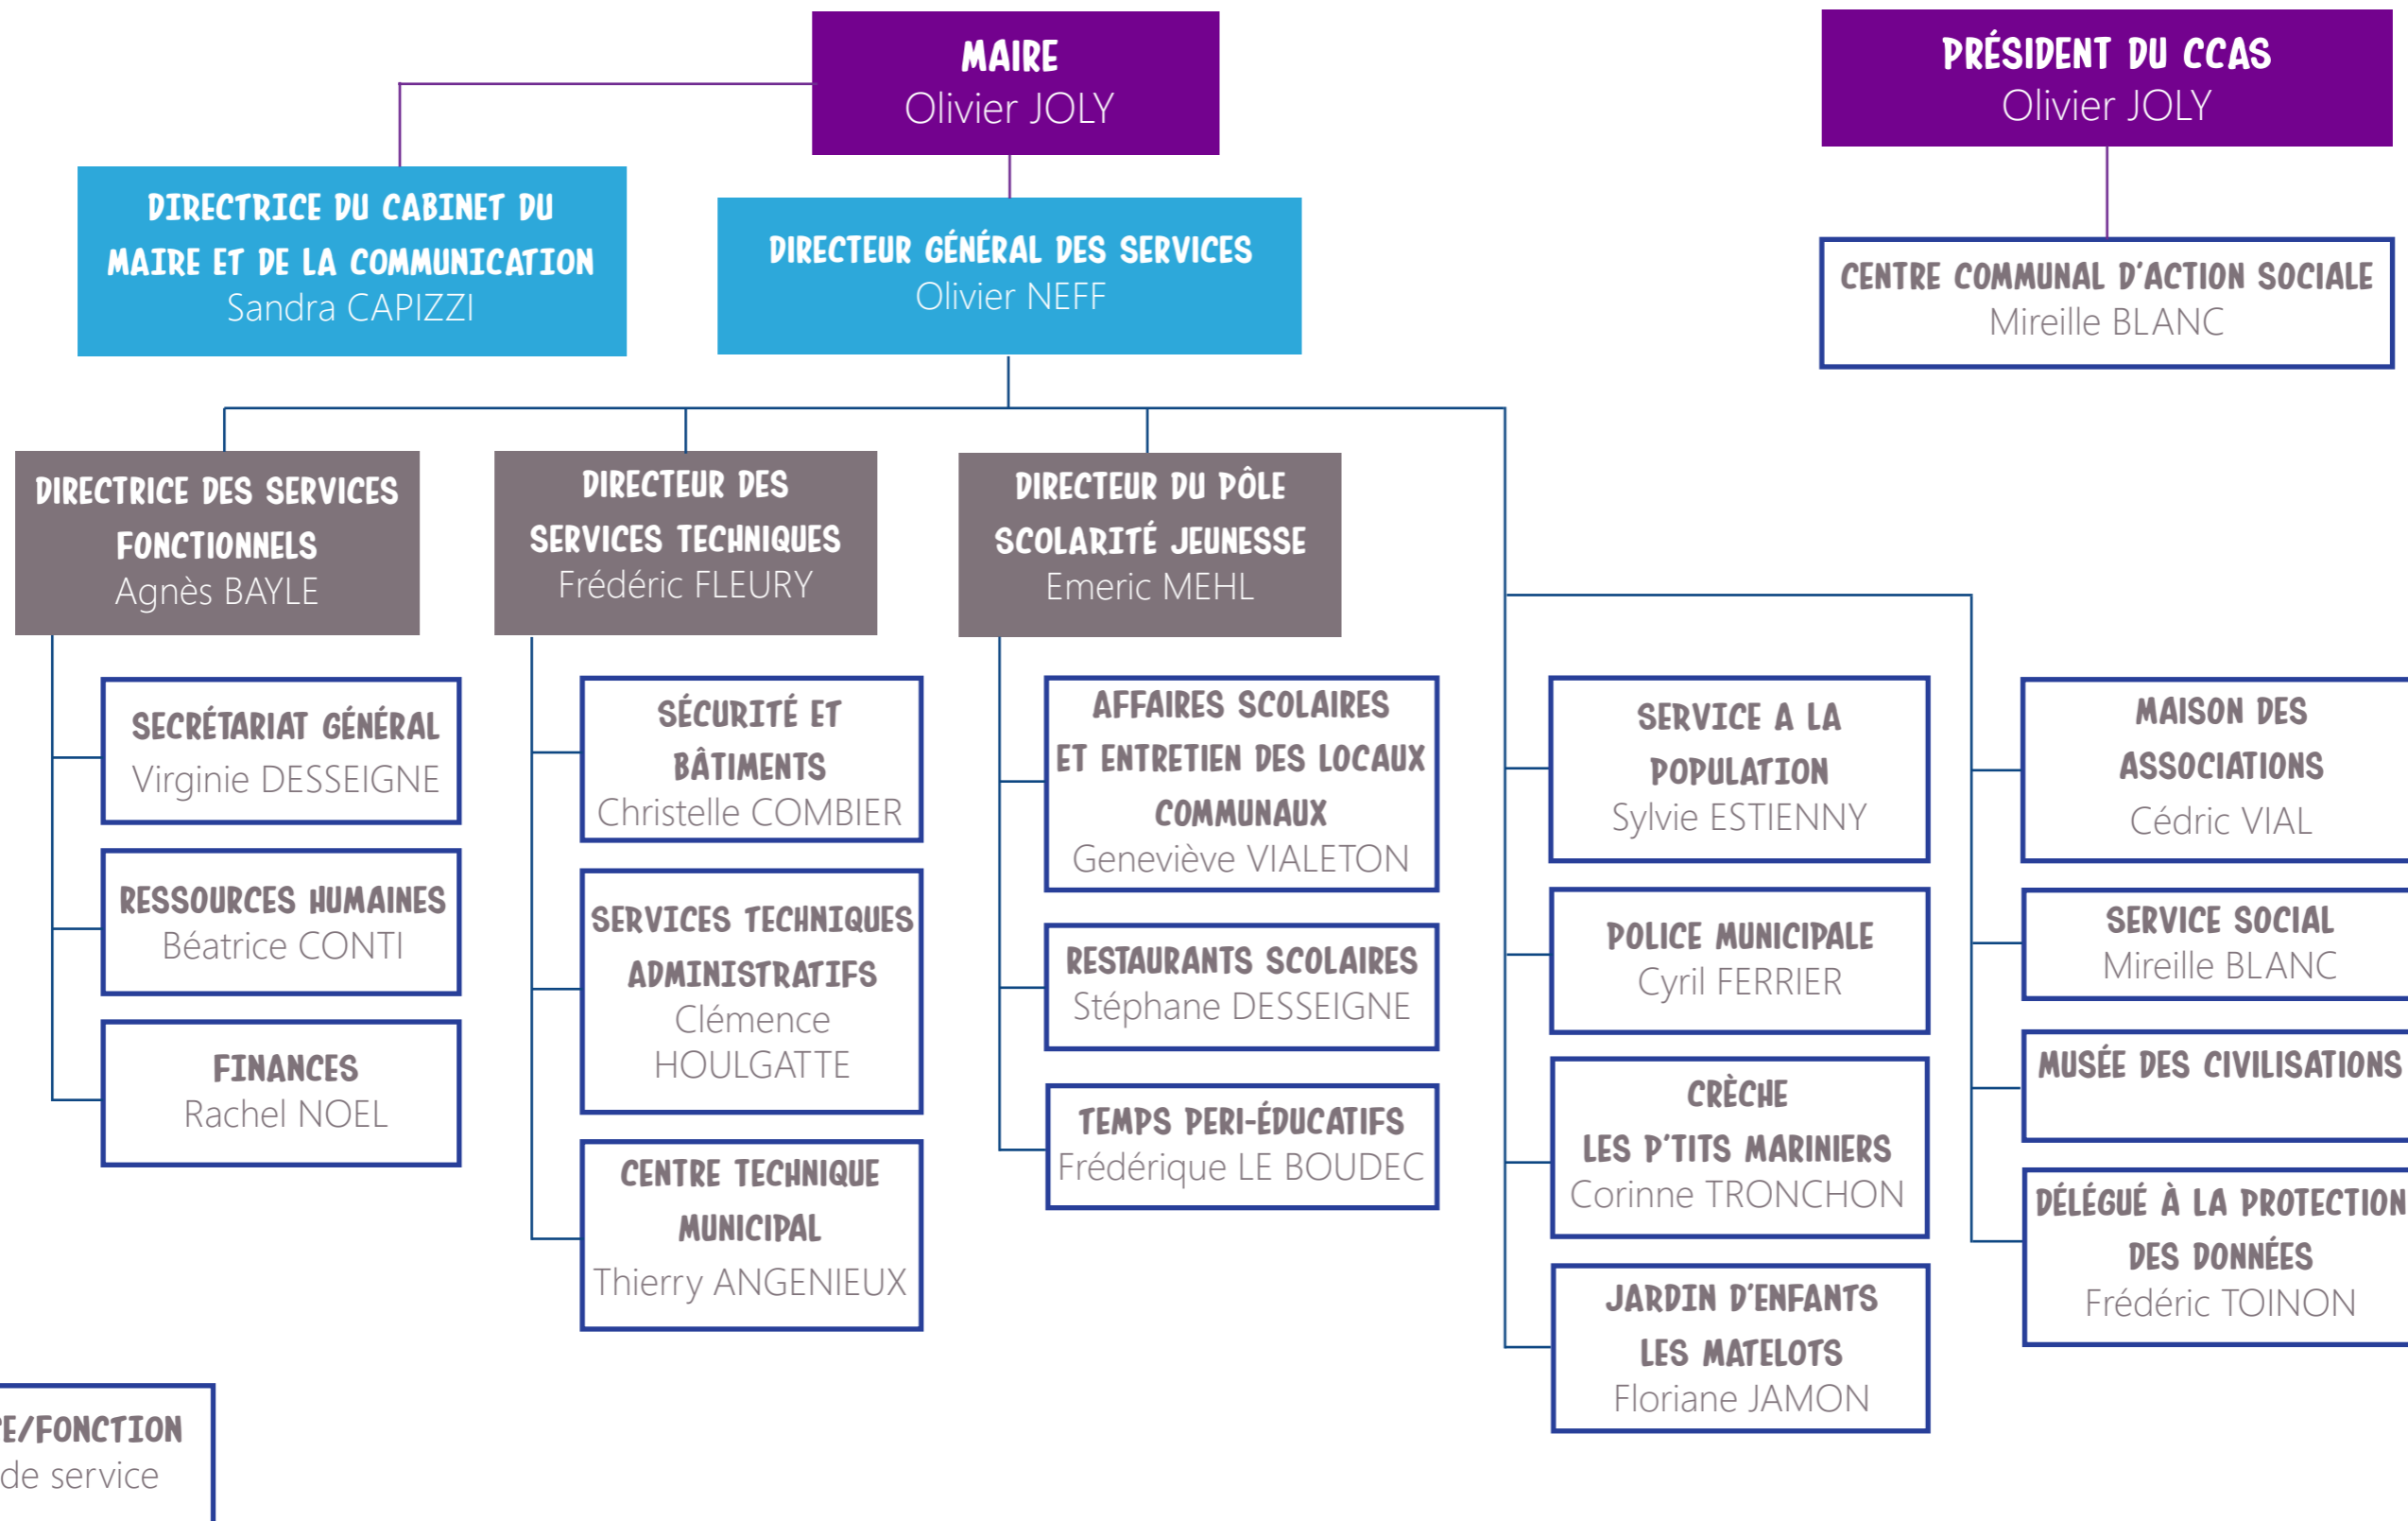 MAIRE
Olivier JOLY
PRÉSIDENT DU CCAS
Olivier JOLY
DIRECTRICE DU CABINET DU
MAIRE ET DE LA COMMUNICATION
Sandra CAPIZZI
DIRECTEUR GÉNÉRAL DES SERVICES
Olivier NEFF
CENTRE COMMUNAL D'ACTION SOCIALE
Mireille BLANC
DIRECTRICE DES SERVICES
FONCTIONNELS
Agnès BAYLE
DIRECTEUR DES
SERVICES TECHNIQUES
Frédéric FLEURY
DIRECTEUR DU PÔLE
SCOLARITÉ JEUNESSE
Emeric MEHL
SECRÉTARIAT GÉNÉRAL
Virginie DESSEIGNE
RESSOURCES HUMAINES
Béatrice CONTI
FINANCES
Rachel NOEL
SÉCURITÉ ET
BÂTIMENTS
Christelle COMBIER
SERVICES TECHNIQUES
ADMINISTRATIFS
Clémence
HOULGATTE
CENTRE TECHNIQUE
MUNICIPAL
Thierry ANGENIEUX
AFFAIRES SCOLAIRES
ET ENTRETIEN DES LOCAUX
COMMUNAUX
Geneviève VIALETON
RESTAURANTS SCOLAIRES
Stéphane DESSEIGNE
TEMPS PERI-ÉDUCATIFS
Frédérique LE BOUDEC
SERVICE A LA
POPULATION
Sylvie ESTIENNY
POLICE MUNICIPALE
Cyril FERRIER
CRÈCHE
LES P'TITS MARINIERS
Corinne TRONCHON
JARDIN D'ENFANTS
LES MATELOTS
Floriane JAMON
MAISON DES
ASSOCIATIONS
Cédric VIAL
SERVICE SOCIAL
Mireille BLANC
MUSÉE DES CIVILISATIONS
DÉLÉGUÉ À LA PROTECTION
DES DONNÉES
Frédéric TOINON
E/FONCTION
de service